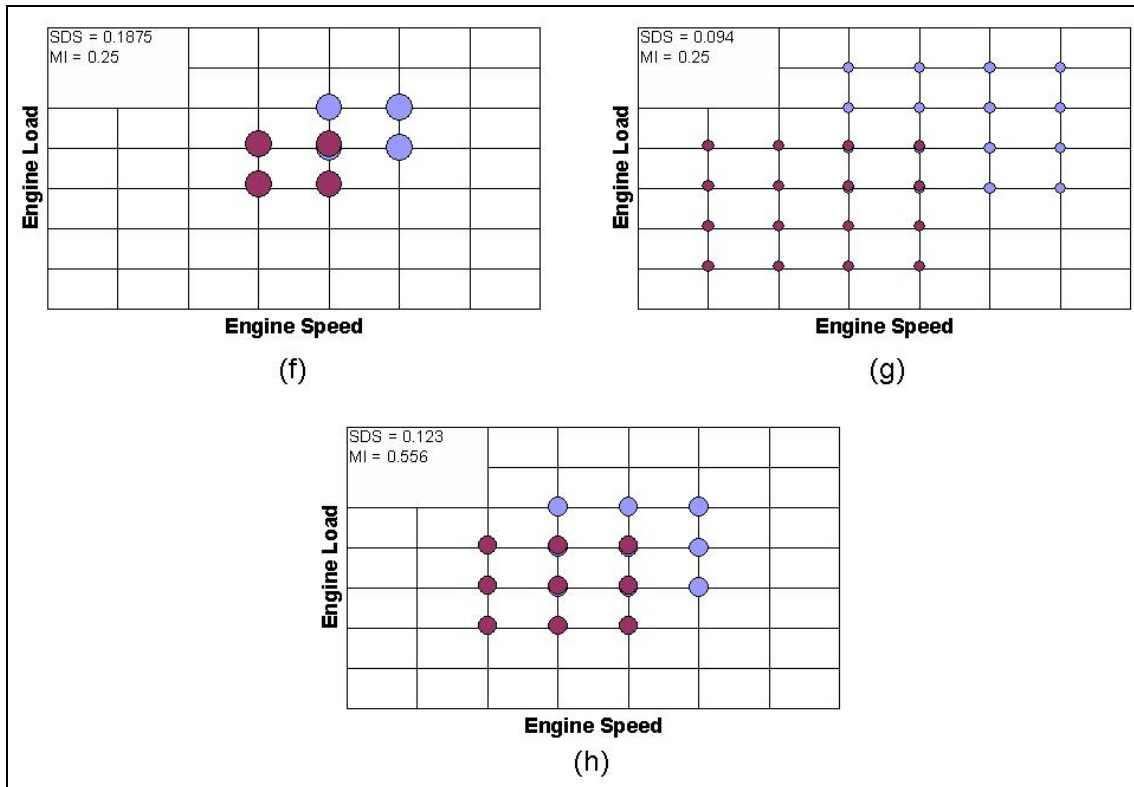 SDS = 0.1875
MI = 0.25
Engine Load
Engine Speed
(f)
SDS = 0.094
MI = 0.25
Engine Load
Engine Speed
(g)
SDS = 0.123
MI = 0.556
Engine Load
Engine Speed
(h)